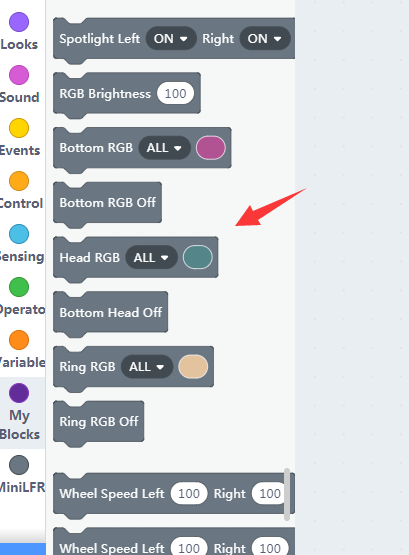 Spotlight Left ON Right ON
Looks
RGB Brightness 100
Sound
Bottom RGB ALL
Events
Bottom RGB Off
Control
Head RGB ALL
Sensing
Bottom Head Off
Operato
Ring RGB ALL
Variable
Ring RGB Off
My
Blocks
MiniLFR
Wheel Speed Left 100 Right 100
Wheel Speed Left 100 Right 100